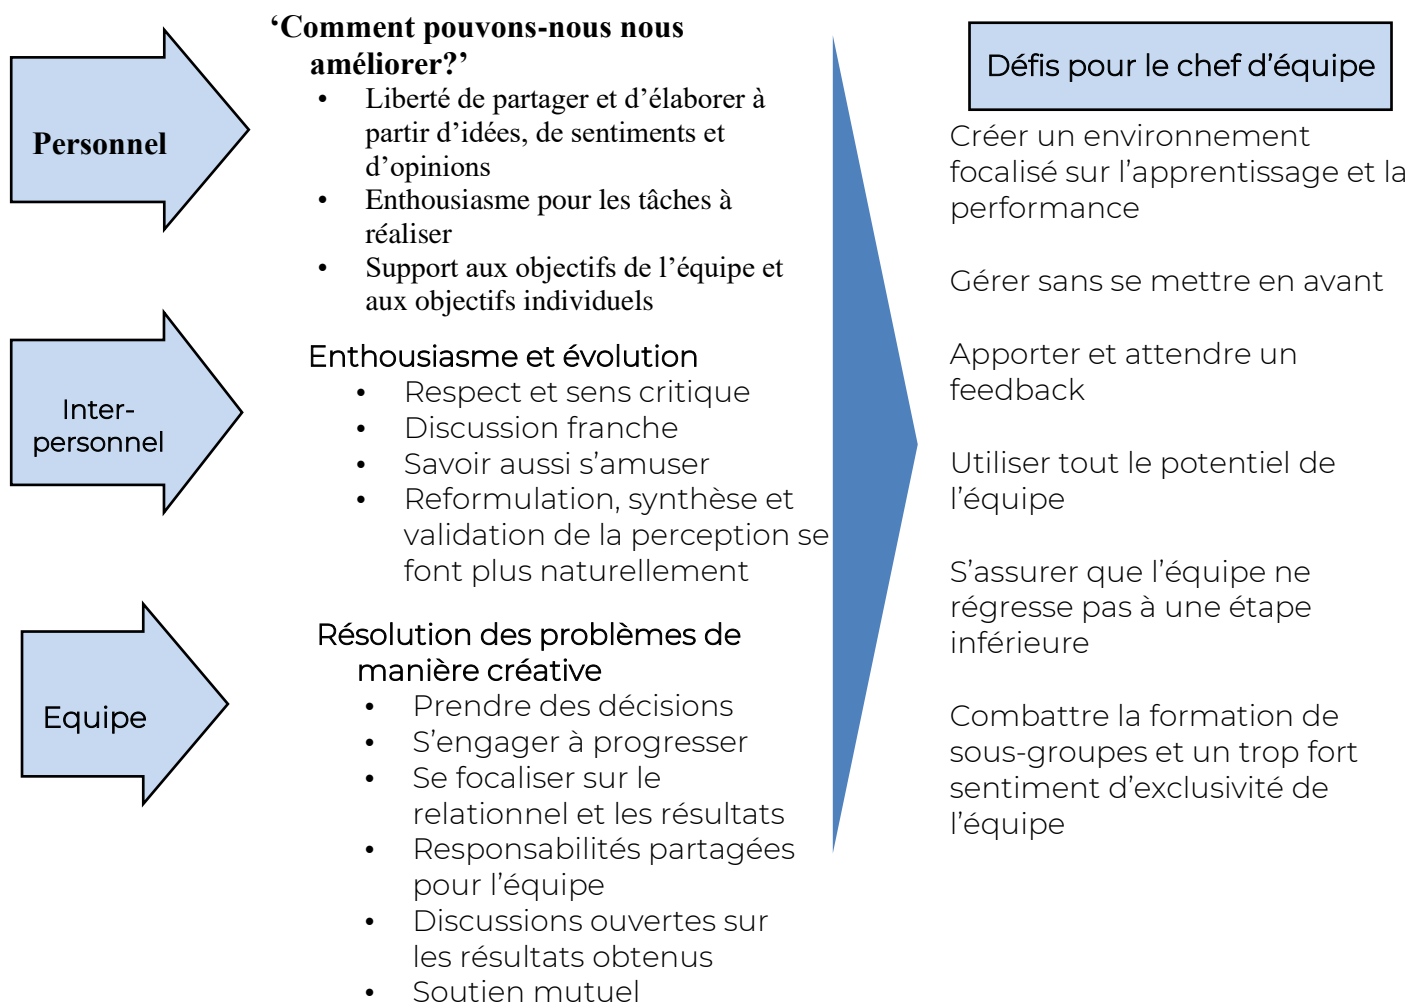 Personnel
‘Comment pouvons-nous nous
améliorer?’
• Liberté de partager et d’élaborer à
partir d’idées, de sentiments et
d’opinions
• Enthousiasme pour les tâches à
réaliser
• Support aux objectifs de l’équipe et
aux objectifs individuels
Inter-
personnel
Enthousiasme et évolution
• Respect et sens critique
• Discussion franche
• Savoir aussi s’amuser
• Reformulation, synthèse et
validation de la perception se
font plus naturellement
Equipe
Résolution des problèmes de
manière créative
• Prendre des décisions
• S’engager à progresser
• Se focaliser sur le
relationnel et les résultats
• Responsabilités partagées
pour l’équipe
• Discussions ouvertes sur
les résultats obtenus
• Soutien mutuel
Défis pour le chef d’équipe
Créer un environnement
focalisé sur l’apprentissage et la
performance
Gérer sans se mettre en avant
Apporter et attendre un
feedback
Utiliser tout le potentiel de
l’équipe
S’assurer que l’équipe ne
régresse pas à une étape
inférieure
Combattre la formation de
sous-groupes et un trop fort
sentiment d’exclusivité de
l’équipe